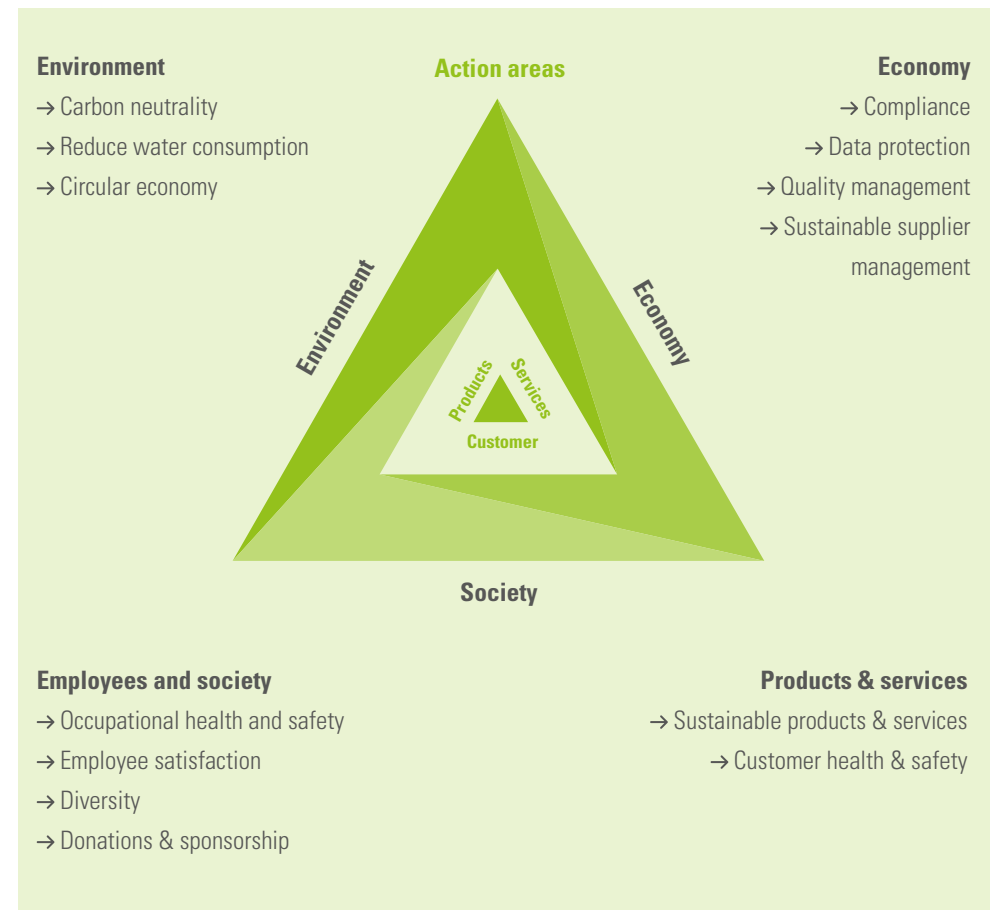 Environment
→ Carbon neutrality
→ Reduce water consumption
→ Circular economy
Action areas
Economy
→ Compliance
→ Data protection
→ Quality management
→ Sustainable supplier
management
Environment
Economy
Products
Services
Customer
Society
Employees and society
→ Occupational health and safety
→ Employee satisfaction
→ Diversity
→ Donations & sponsorship
Products & services
→ Sustainable products & services
→ Customer health & safety